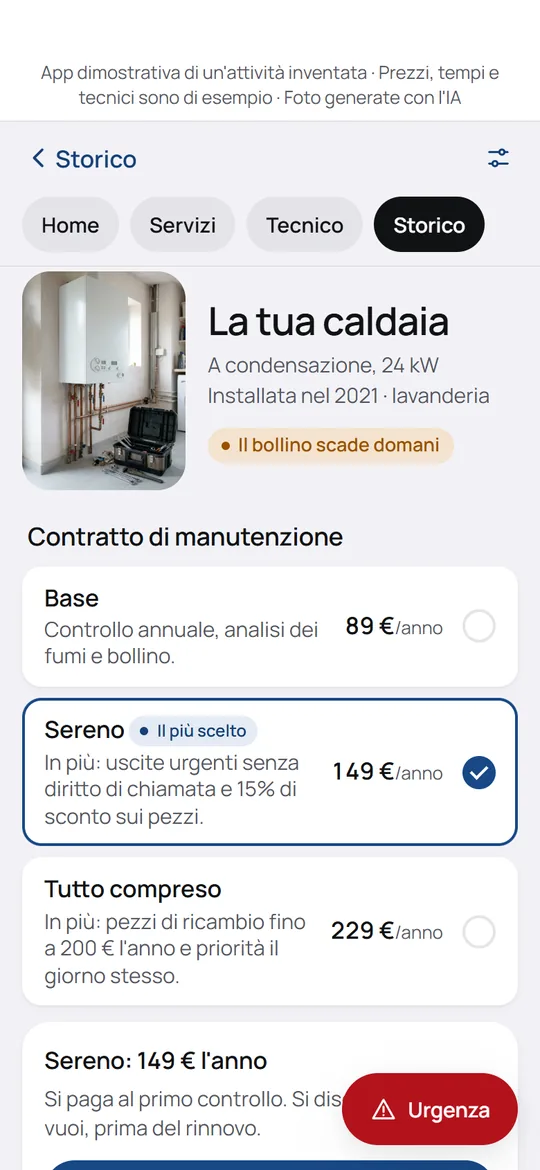 App dimostrativa di un'attività inventata · Prezzi, tempi e
tecnici sono di esempio · Foto generate con l'IA
Storico
Home
Servizi
Tecnico
Storico
La tua caldaia
A condensazione, 24 kW
Installata nel 2021 · lavanderia
Il bollino scade domani
Contratto di manutenzione
Base
Controllo annuale, analisi dei
fumi e bollino.
89 €/anno
Sereno
Il più scelto
In più: uscite urgenti senza
diritto di chiamata e 15% di
sconto sui pezzi.
149 €/anno
Tutto compreso
In più: pezzi di ricambio fino
a 200 € l'anno e priorità il
giorno stesso.
229 €/anno
Sereno: 149 € l'anno
Si paga al primo controllo. Si
vuoi, prima del rinnovo.
Urgenza